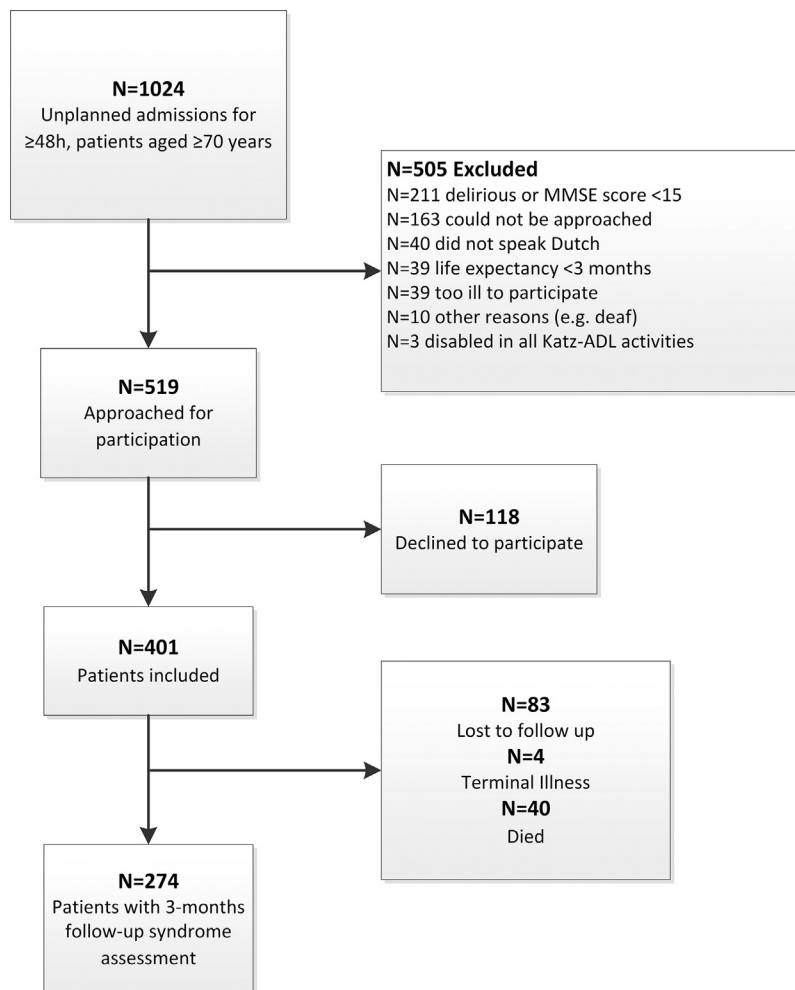 N=1024
Unplanned admissions for
≥48h, patients aged ≥70 years
N=505 Excluded
N=211 delirious or MMSE score <15
N=163 could not be approached
N=40 did not speak Dutch
N=39 life expectancy <3 months
N=39 too ill to participate
N=10 other reasons (e.g. deaf)
N=3 disabled in all Katz-ADL activities
N=519
Approached for
participation
N=118
Declined to participate
N=401
Patients included
N=83
Lost to follow up
N=4
Terminal Illness
N=40
Died
N=274
Patients with 3-months
follow-up syndrome
assessment